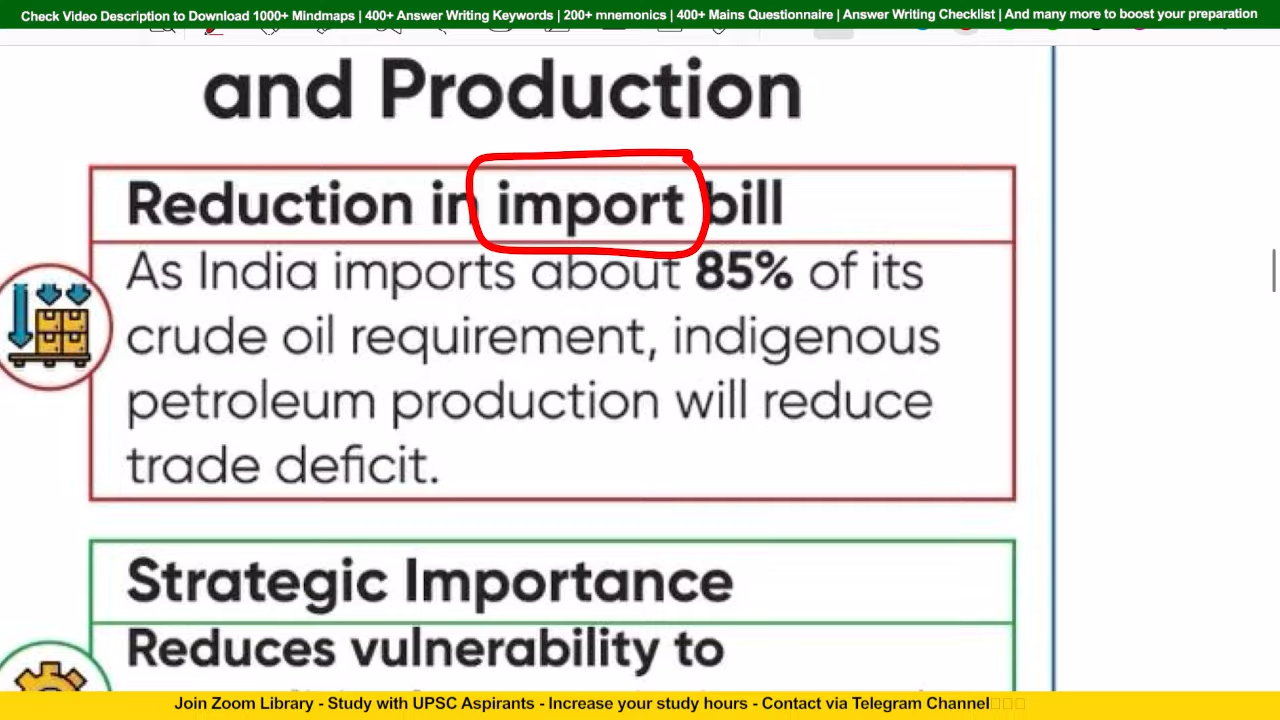 Check Video Description to Download 1000+ Mindmaps | 400+ Answer Writing Keywords | 200+ mnemonics | 400+ Mains Questionnaire | Answer Writing Checklist | And many more to boost your preparation
and Production
Reduction in import bill
As India imports about 85% of its
crude oil requirement, indigenous
petroleum production will reduce
trade deficit.
Strategic Importance
Reduces vulnerability to
Join Zoom Library - Study with UPSC Aspirants - Increase your study hours - Contact via Telegram Channel